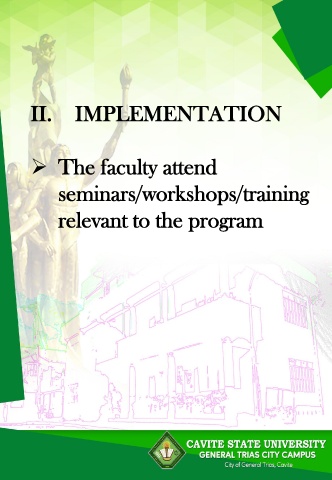 II. IMPLEMENTATION
➢ The faculty attend
seminars/workshops/training
relevant to the program
CAVITE STATE UNIVERSITY
GENERAL TRIAS CITY CAMPUS
City of General Trias, Cavite